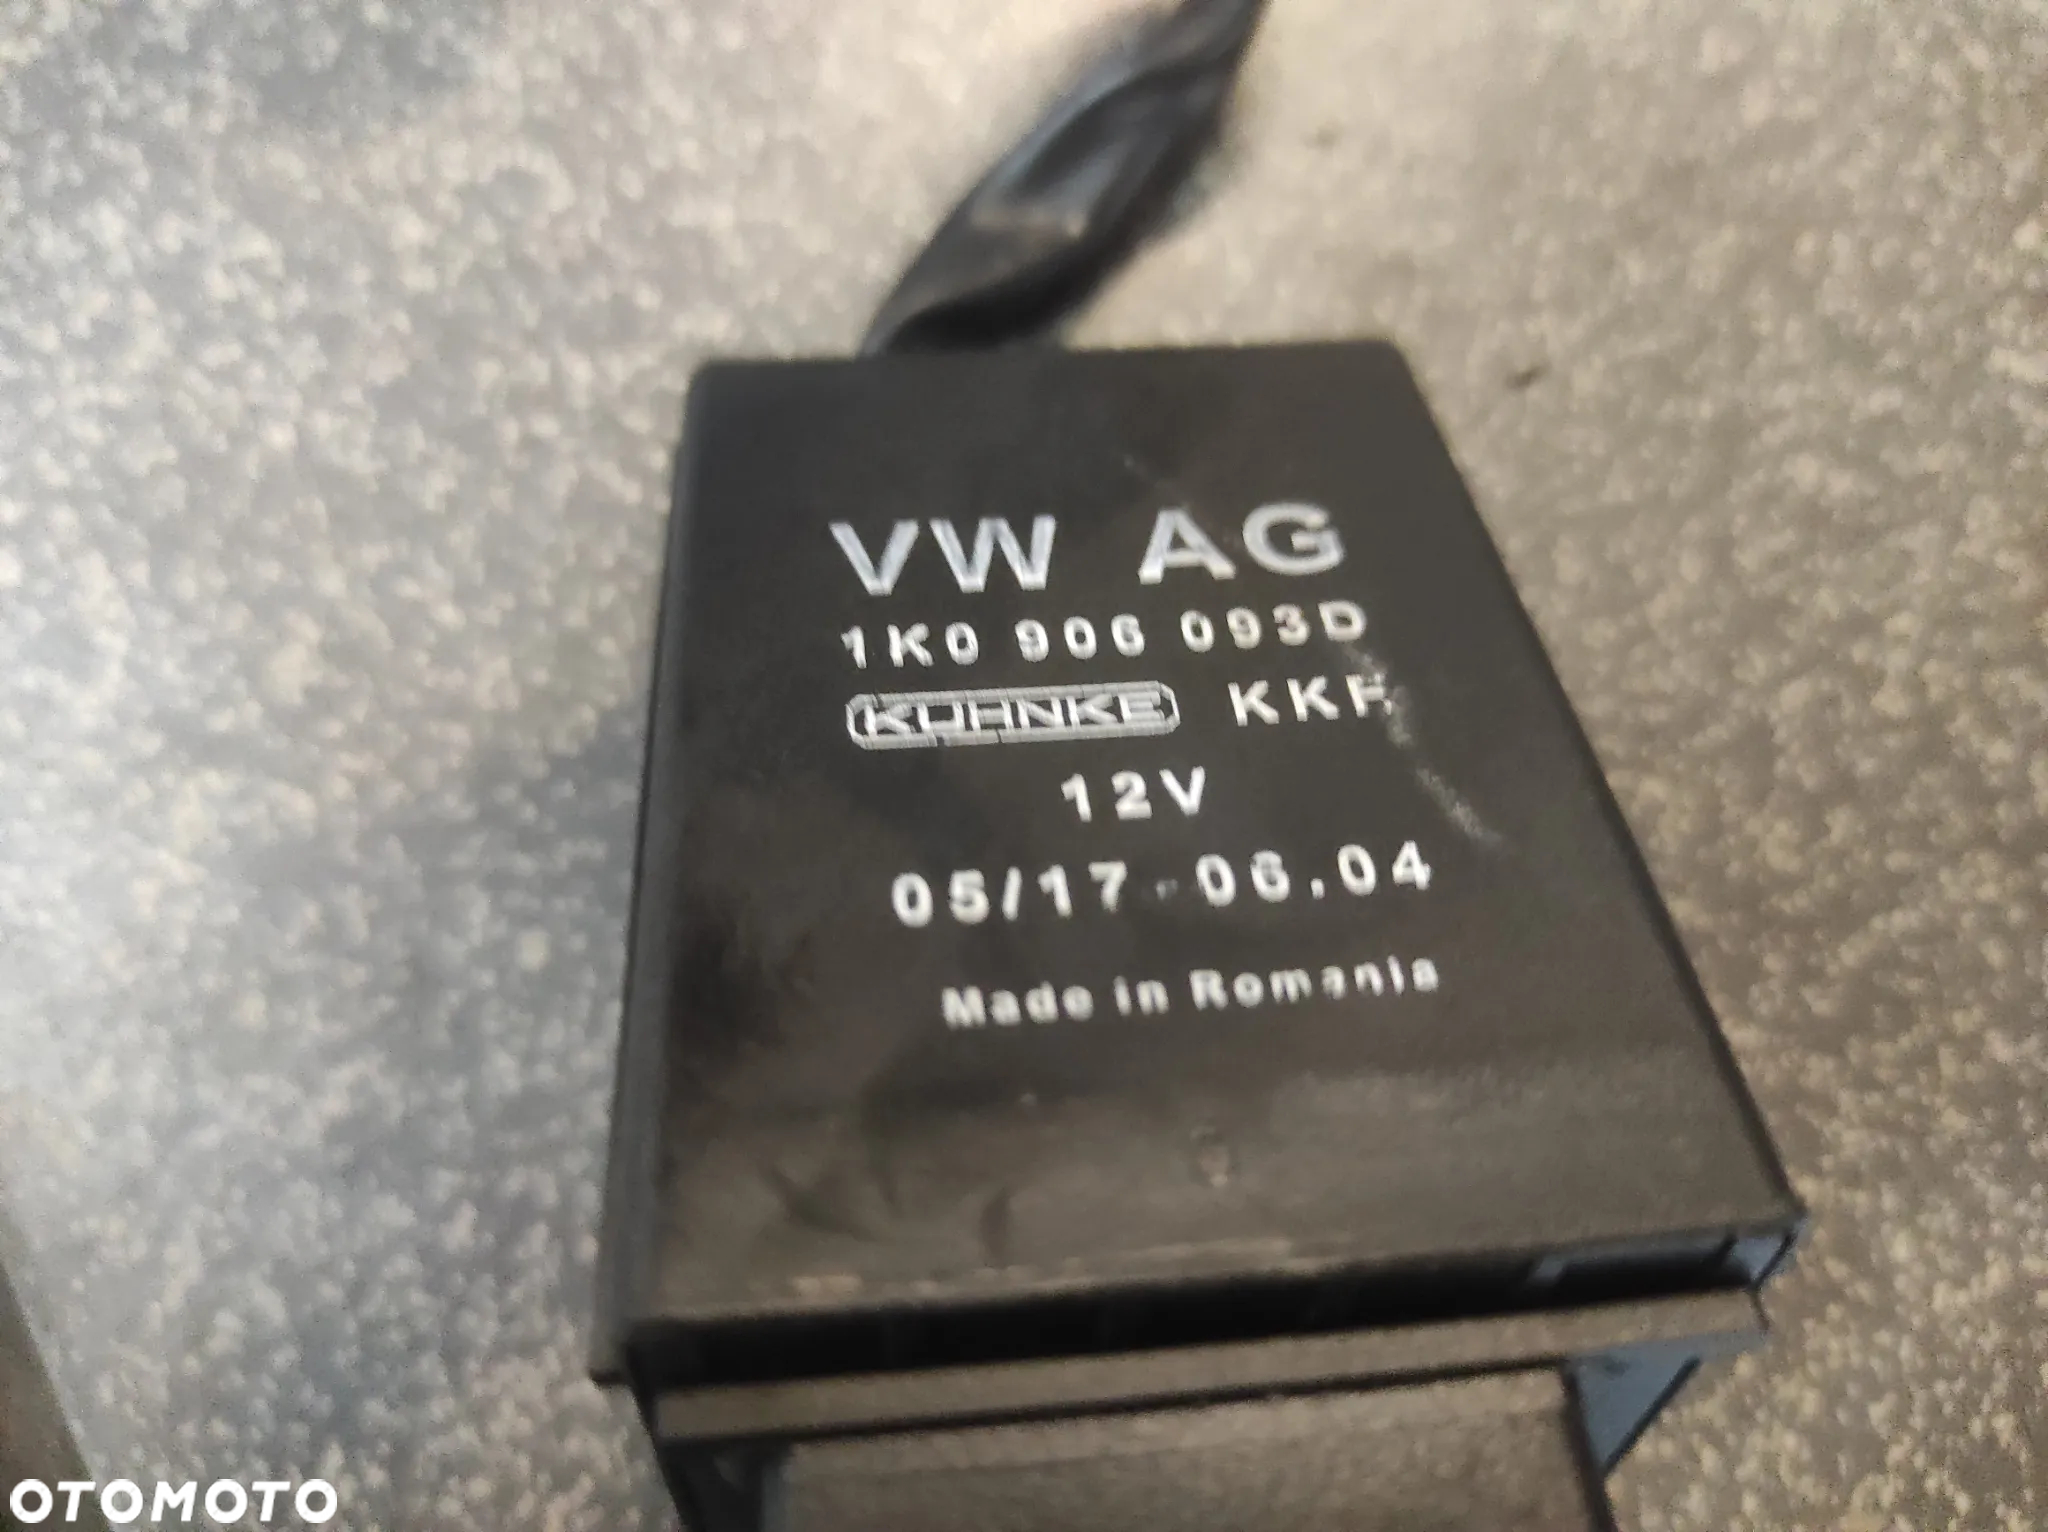 VW AG
1K0 906 093D
KUHNKE KKF
12V
05/17 - 06.04
Made in Romania
OTOMOTO